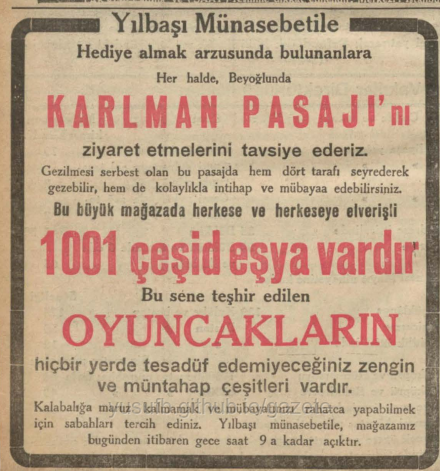 Yılbaşı Münasebetile
Hediye almak arzusunda bulunanlara
Her halde, Beyoğlunda
KARLMAN PASAJI'nı
ziyaret etmelerini tavsiye ederiz.
Gezilmesi serbest olan bu pasajda hem dört tarafı seyrederek
gezebilir, hem de kolaylıkla intihap ve mübayaa edebilirsiniz.
Bu büyük mağazada herkese ve herkeseye elverişli
1001 çeşid eşya vardır
Bu sene teşhir edilen
OYUNCAKLARIN
hiçbir yerde tesadüf edemiyeceğiniz zengin
ve müntahap çeşitleri vardır.
Kalabalığa maruz kalmamak ve mübayaanızı rahatca yapabilmek
için sabahları tercih ediniz. Yılbaşı münasebetile, mağazamız
bugünden itibaren gece saat 9 a kadar açıktır.